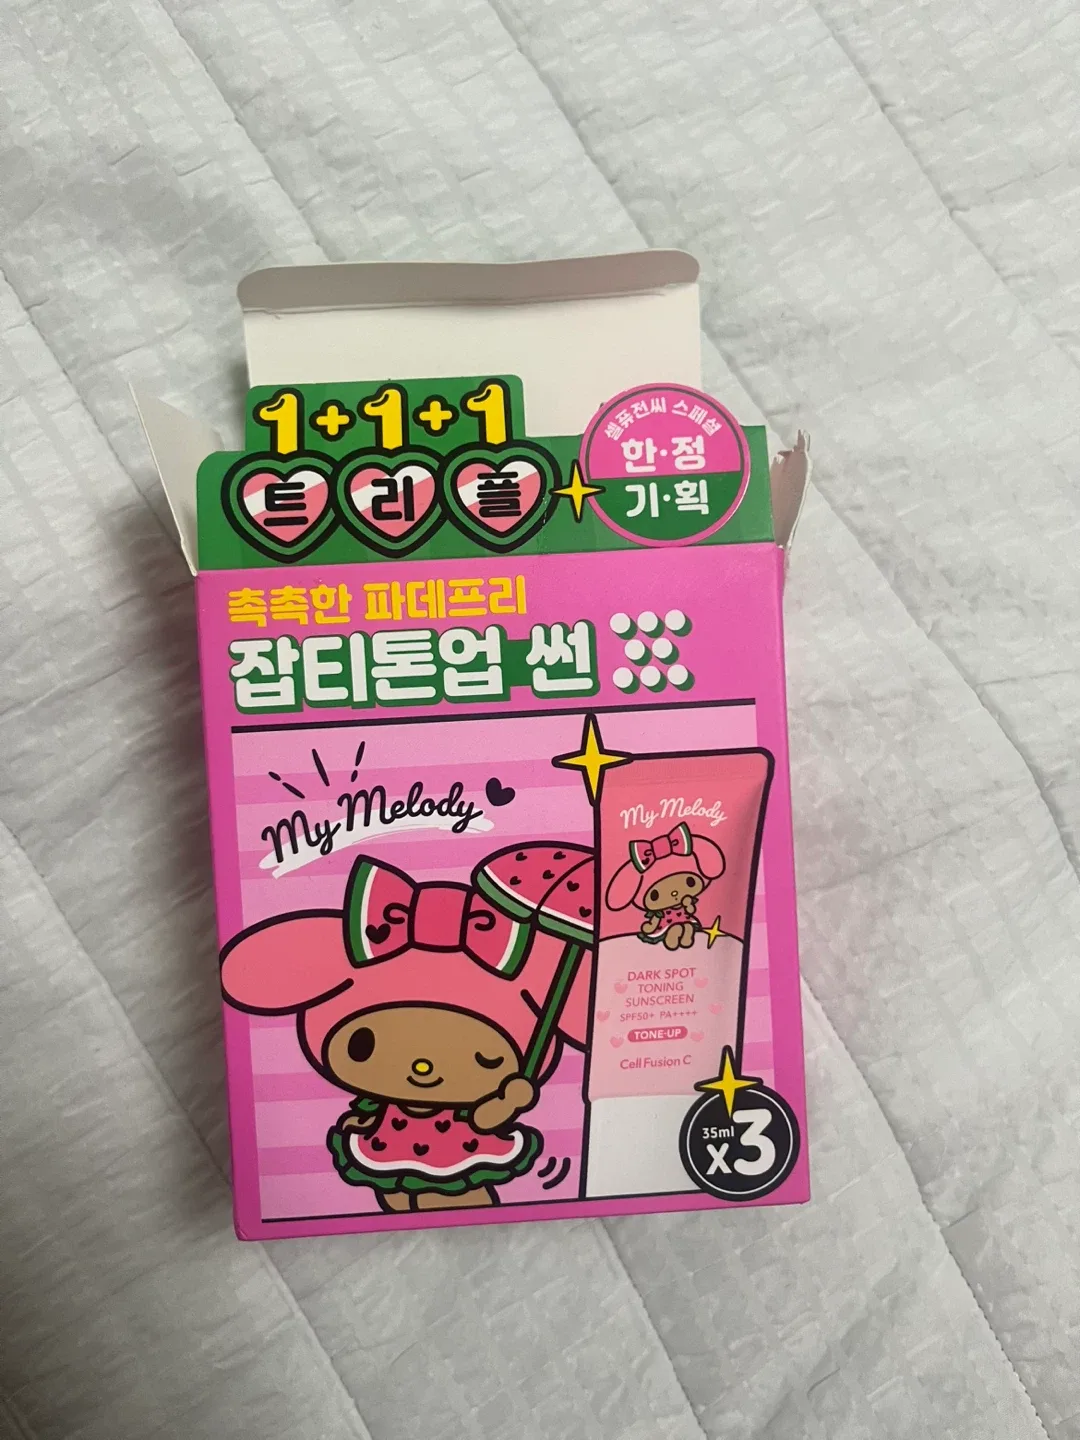 1+1+1
트리플
셀퓨전씨 스페셜
한·정
기·획
촉촉한 파데프리
잡티톤업 썬
My Melody
My Melody
DARK SPOT
TONING
SUNSCREEN
SPF50+ PA++++
TONE-UP
Cell Fusion C
35ml
x3